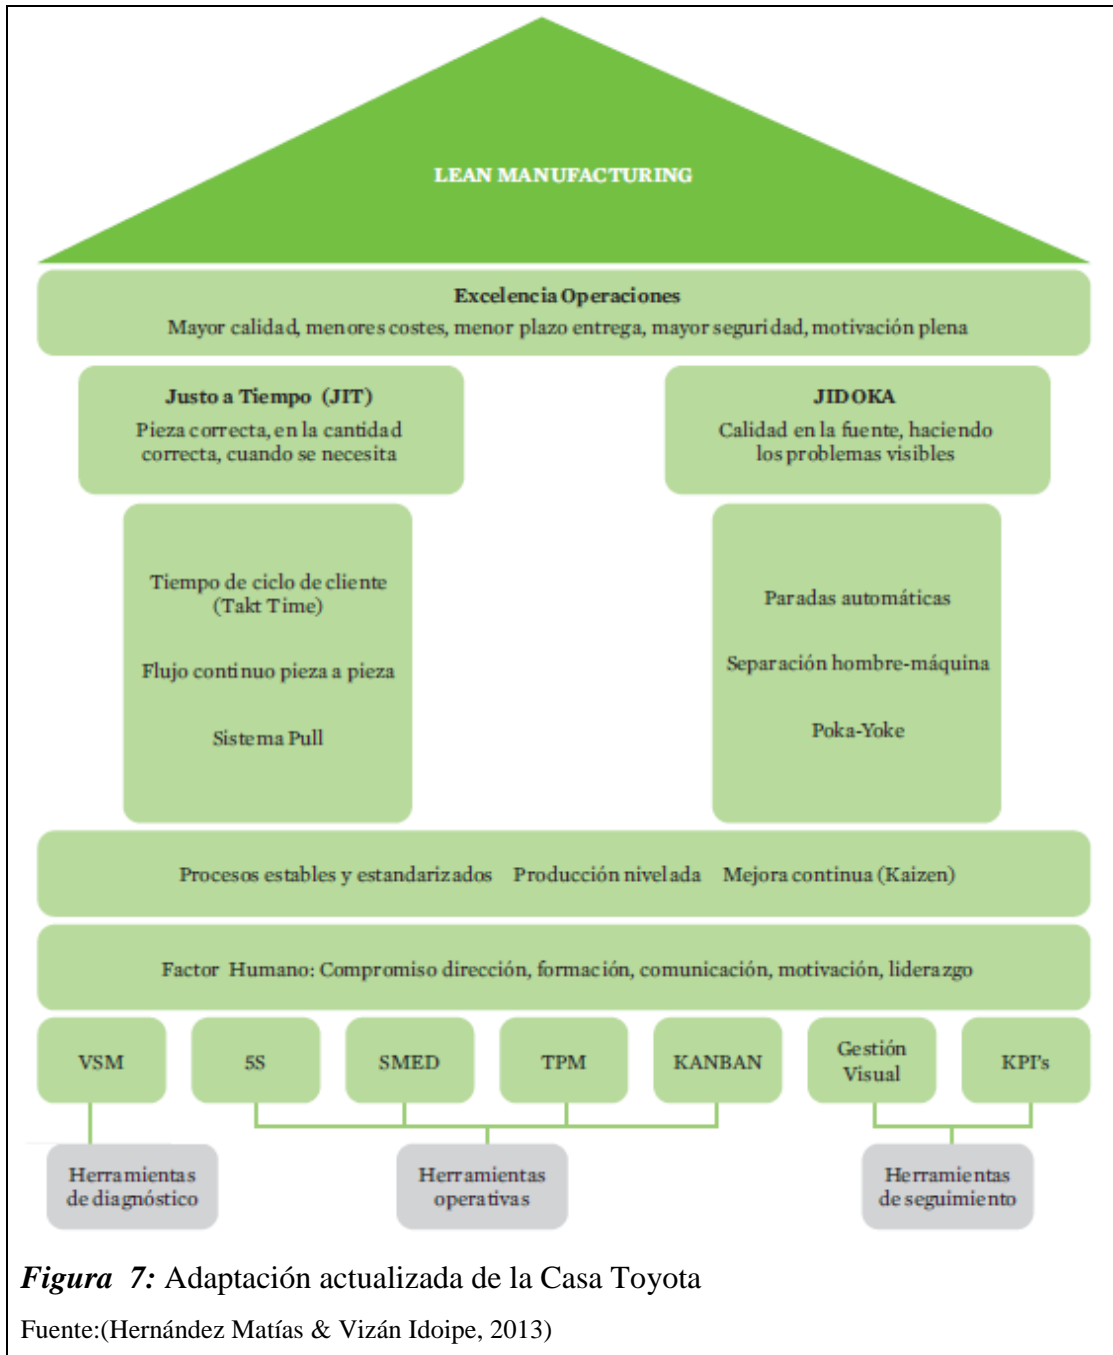 LEAN MANUFACTURING
Excelencia Operaciones
Mayor calidad, menores costes, menor plazo entrega, mayor seguridad, motivación plena
Justo a Tiempo (JIT)
Pieza correcta, en la cantidad
correcta, cuando se necesita
JIDOKA
Calidad en la fuente, haciendo
los problemas visibles
Tiempo de ciclo de cliente
(Takt Time)
Flujo continuo pieza a pieza
Sistema Pull
Paradas automáticas
Separación hombre-máquina
Poka-Yoke
Procesos estables y estandarizados Producción nivelada Mejora continua (Kaizen)
Factor Humano: Compromiso dirección, formación, comunicación, motivación, liderazgo
VSM
5S
SMED
TPM
KANBAN
Gestión
Visual
KPI's
Herramientas
de diagnóstico
Herramientas
operativas
Herramientas
de seguimiento
Figura 7: Adaptación actualizada de la Casa Toyota
Fuente:(Hernández Matías & Vizán Idoipe, 2013)